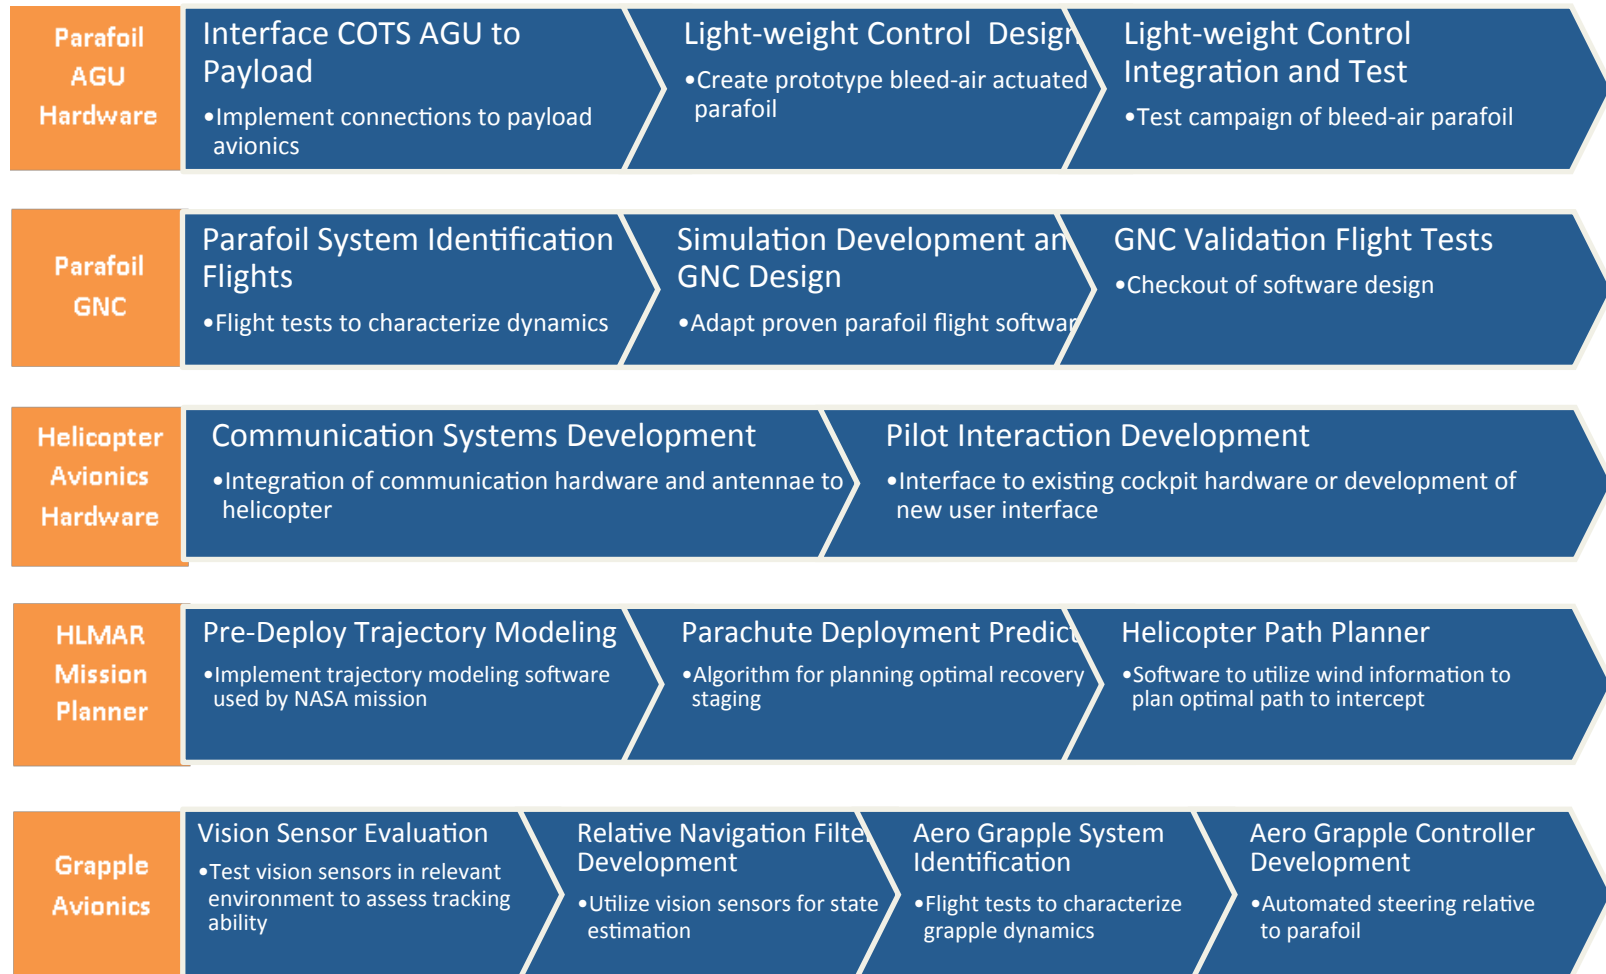 Parafoil
AGU
Hardware
Interface COTS AGU to
Payload
•Implement connections to payload
avionics
Light-weight Control Design
•Create prototype bleed-air actuated
parafoil
Light-weight Control
Integration and Test
•Test campaign of bleed-air parafoil
Parafoil
GNC
Parafoil System Identification
Flights
•Flight tests to characterize dynamics
Simulation Development an
GNC Design
•Adapt proven parafoil flight softwar
GNC Validation Flight Tests
•Checkout of software design
Helicopter
Avionics
Hardware
Communication Systems Development
•Integration of communication hardware and antennae to
helicopter
Pilot Interaction Development
•Interface to existing cockpit hardware or development of
new user interface
HLMAR
Mission
Planner
Pre-Deploy Trajectory Modeling
•Implement trajectory modeling software
used by NASA mission
Parachute Deployment Predict
•Algorithm for planning optimal recovery
staging
Helicopter Path Planner
•Software to utilize wind information to
plan optimal path to intercept
Grapple
Avionics
Vision Sensor Evaluation
•Test vision sensors in relevant
environment to assess tracking
ability
Relative Navigation Filter
Development
•Utilize vision sensors for state
estimation
Aero Grapple System
Identification
•Flight tests to characterize
grapple dynamics
Aero Grapple Controller
Development
•Automated steering relative
to parafoil